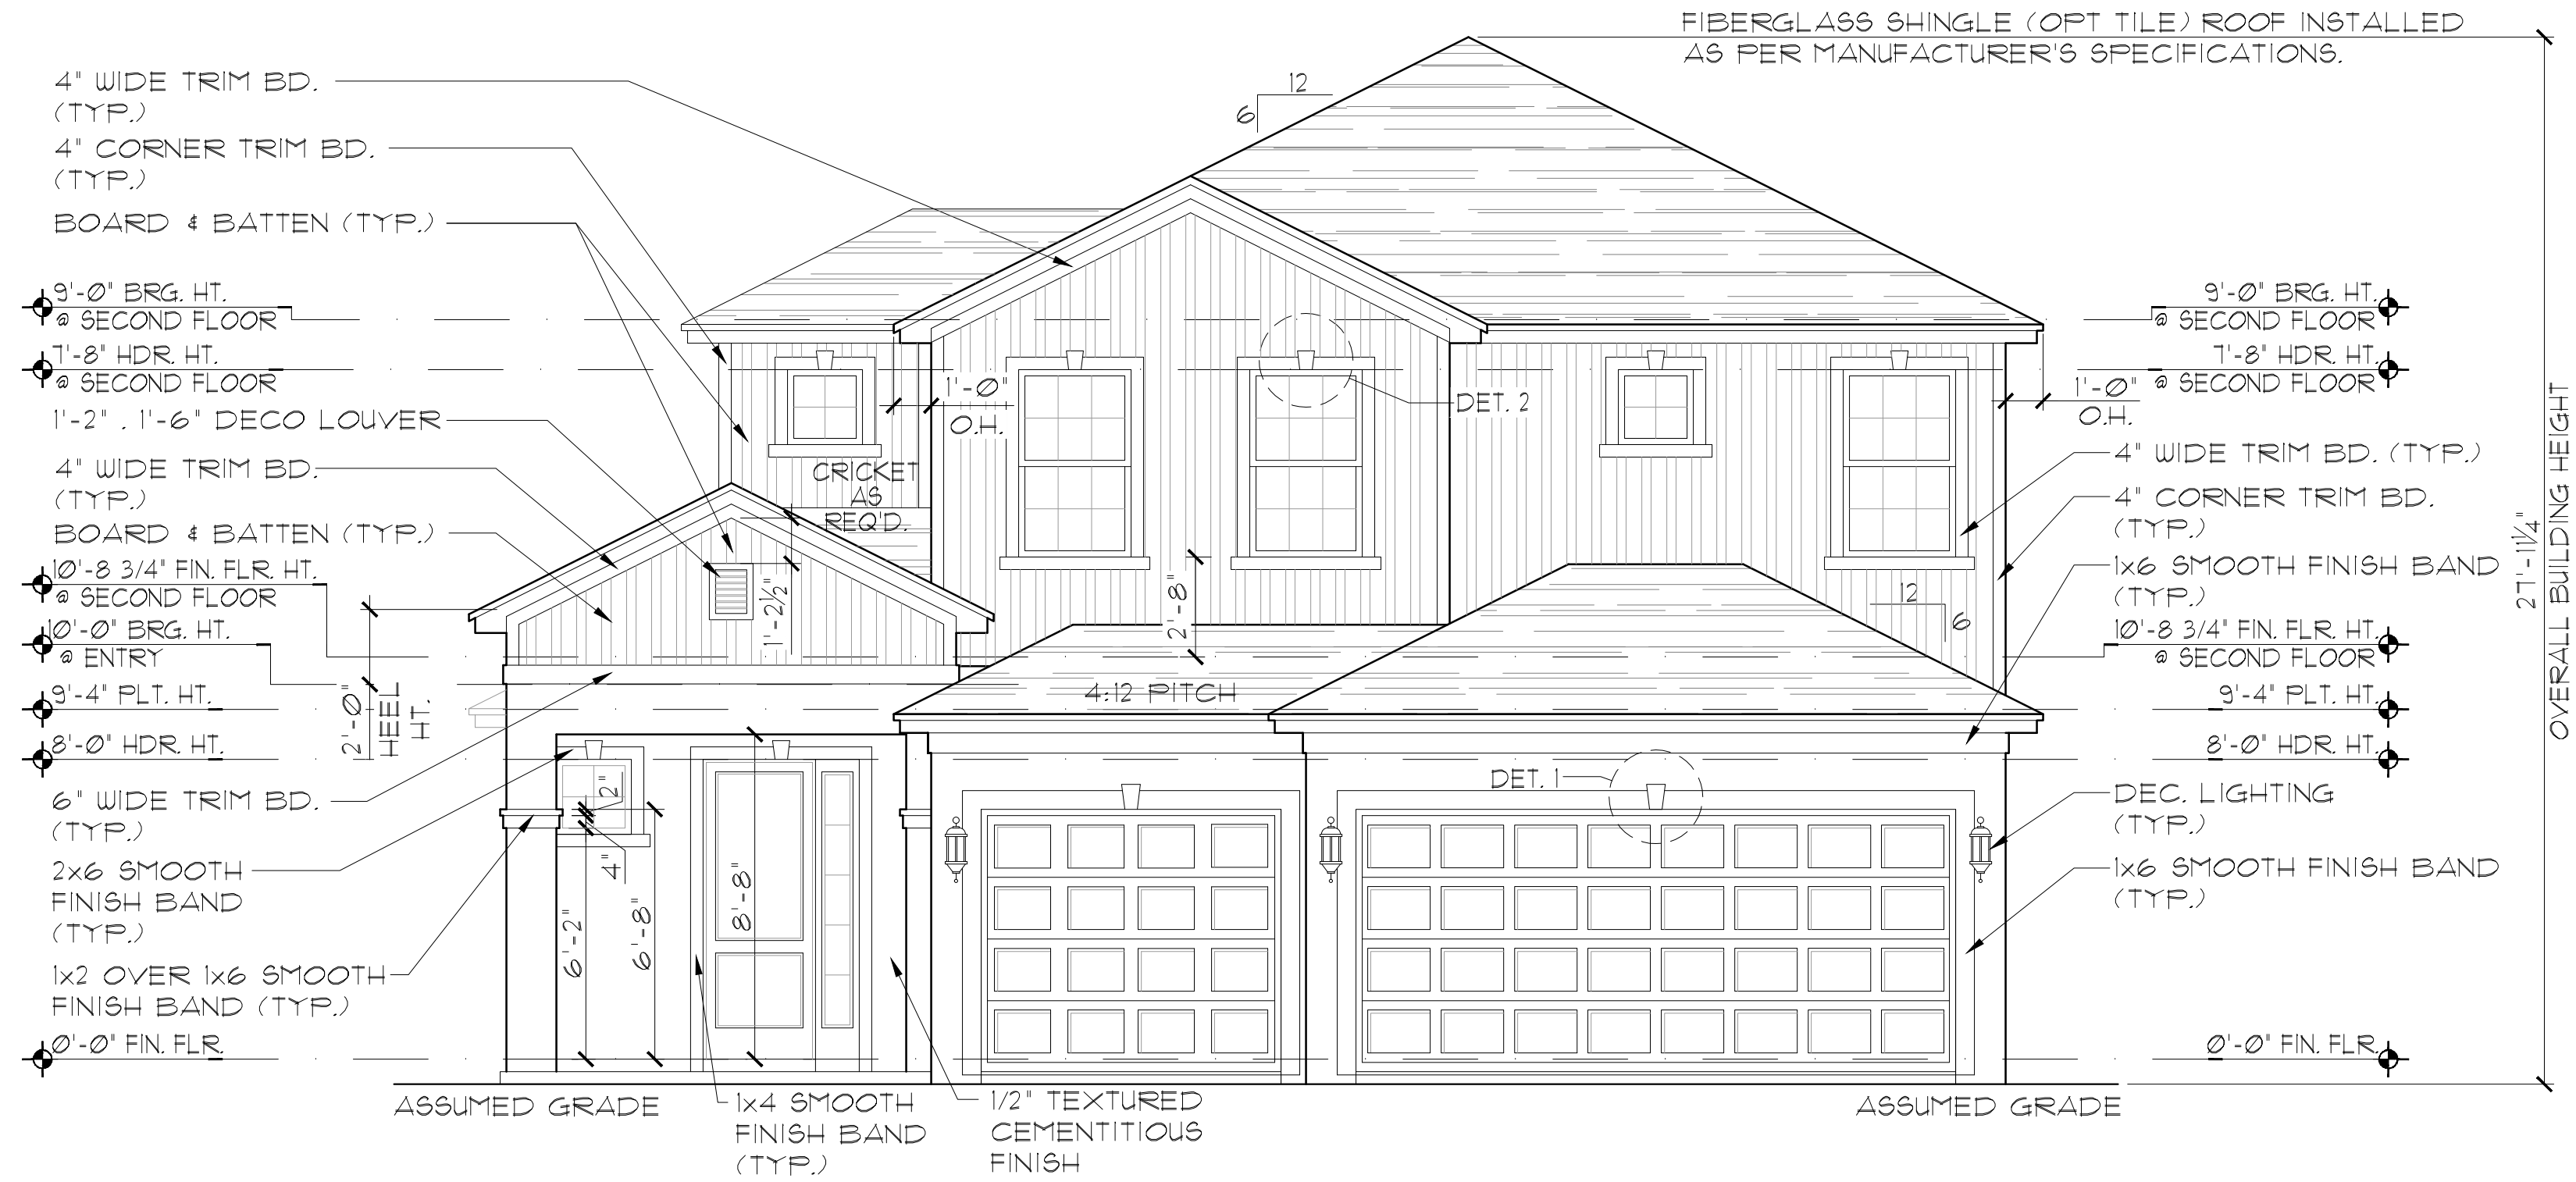 FIBERGLASS SHINGLE (OPT TILE) ROOF INSTALLED
AS PER MANUFACTURER'S SPECIFICATIONS.
4" WIDE TRIM BD.
(TYP.)
4" CORNER TRIM BD.
(TYP.)
BOARD & BATTEN (TYP.)
9'-0" BRG. HT.
@ SECOND FLOOR
7'-8" HDR. HT.
@ SECOND FLOOR
1'-2" . 1'-6" DECO LOUVER
4" WIDE TRIM BD.
(TYP.)
BOARD & BATTEN (TYP.)
10'-8 3/4" FIN. FLR. HT.
@ SECOND FLOOR
10'-0" BRG. HT.
@ ENTRY
9'-4" PLT. HT.
8'-0" HDR. HT.
6" WIDE TRIM BD.
(TYP.)
2x6 SMOOTH
FINISH BAND
(TYP.)
1x2 OVER 1x6 SMOOTH
FINISH BAND (TYP.)
0'-0" FIN. FLR.
2'-0"
HEEL
HT.
12
6
1'-0"
O.H.
CRICKET
AS
REQ'D.
1'-2½"
DET. 2
2'-8"
4:12 PITCH
12
6
DET. 1
2"
4"
6'-2"
6'-8"
8'-8"
ASSUMED GRADE
1x4 SMOOTH
FINISH BAND
(TYP.)
1/2" TEXTURED
CEMENTITIOUS
FINISH
ASSUMED GRADE
9'-0" BRG. HT.
@ SECOND FLOOR
7'-8" HDR. HT.
@ SECOND FLOOR
1'-0"
O.H.
4" WIDE TRIM BD. (TYP.)
4" CORNER TRIM BD.
(TYP.)
1x6 SMOOTH FINISH BAND
(TYP.)
10'-8 3/4" FIN. FLR. HT.
@ SECOND FLOOR
9'-4" PLT. HT.
8'-0" HDR. HT.
DEC. LIGHTING
(TYP.)
1x6 SMOOTH FINISH BAND
(TYP.)
0'-0" FIN. FLR.
27'-11¼"
OVERALL BUILDING HEIGHT